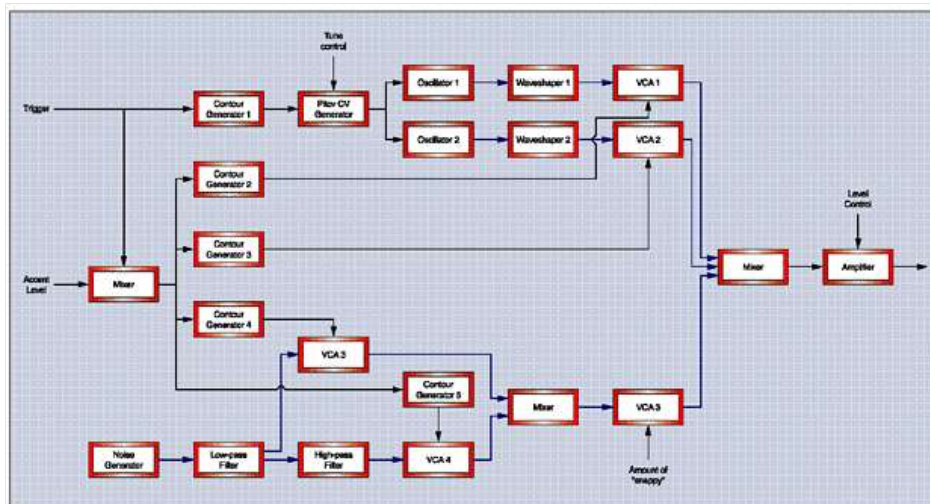 Tune
control
Trigger
Contour
Generator 1
Pitch CV
Generator
Oscillator 1
Waveshaper 1
VCA 1
Oscillator 2
Waveshaper 2
VCA 2
Contour
Generator 2
Contour
Generator 3
Level
Control
Accent
Level
Mixer
Mixer
Amplifier
Contour
Generator 4
VCA 3
Contour
Generator 5
Mixer
VCA 3
Noise
Generator
Low-pass
Filter
High-pass
Filter
VCA 4
Amount of
"snappy"